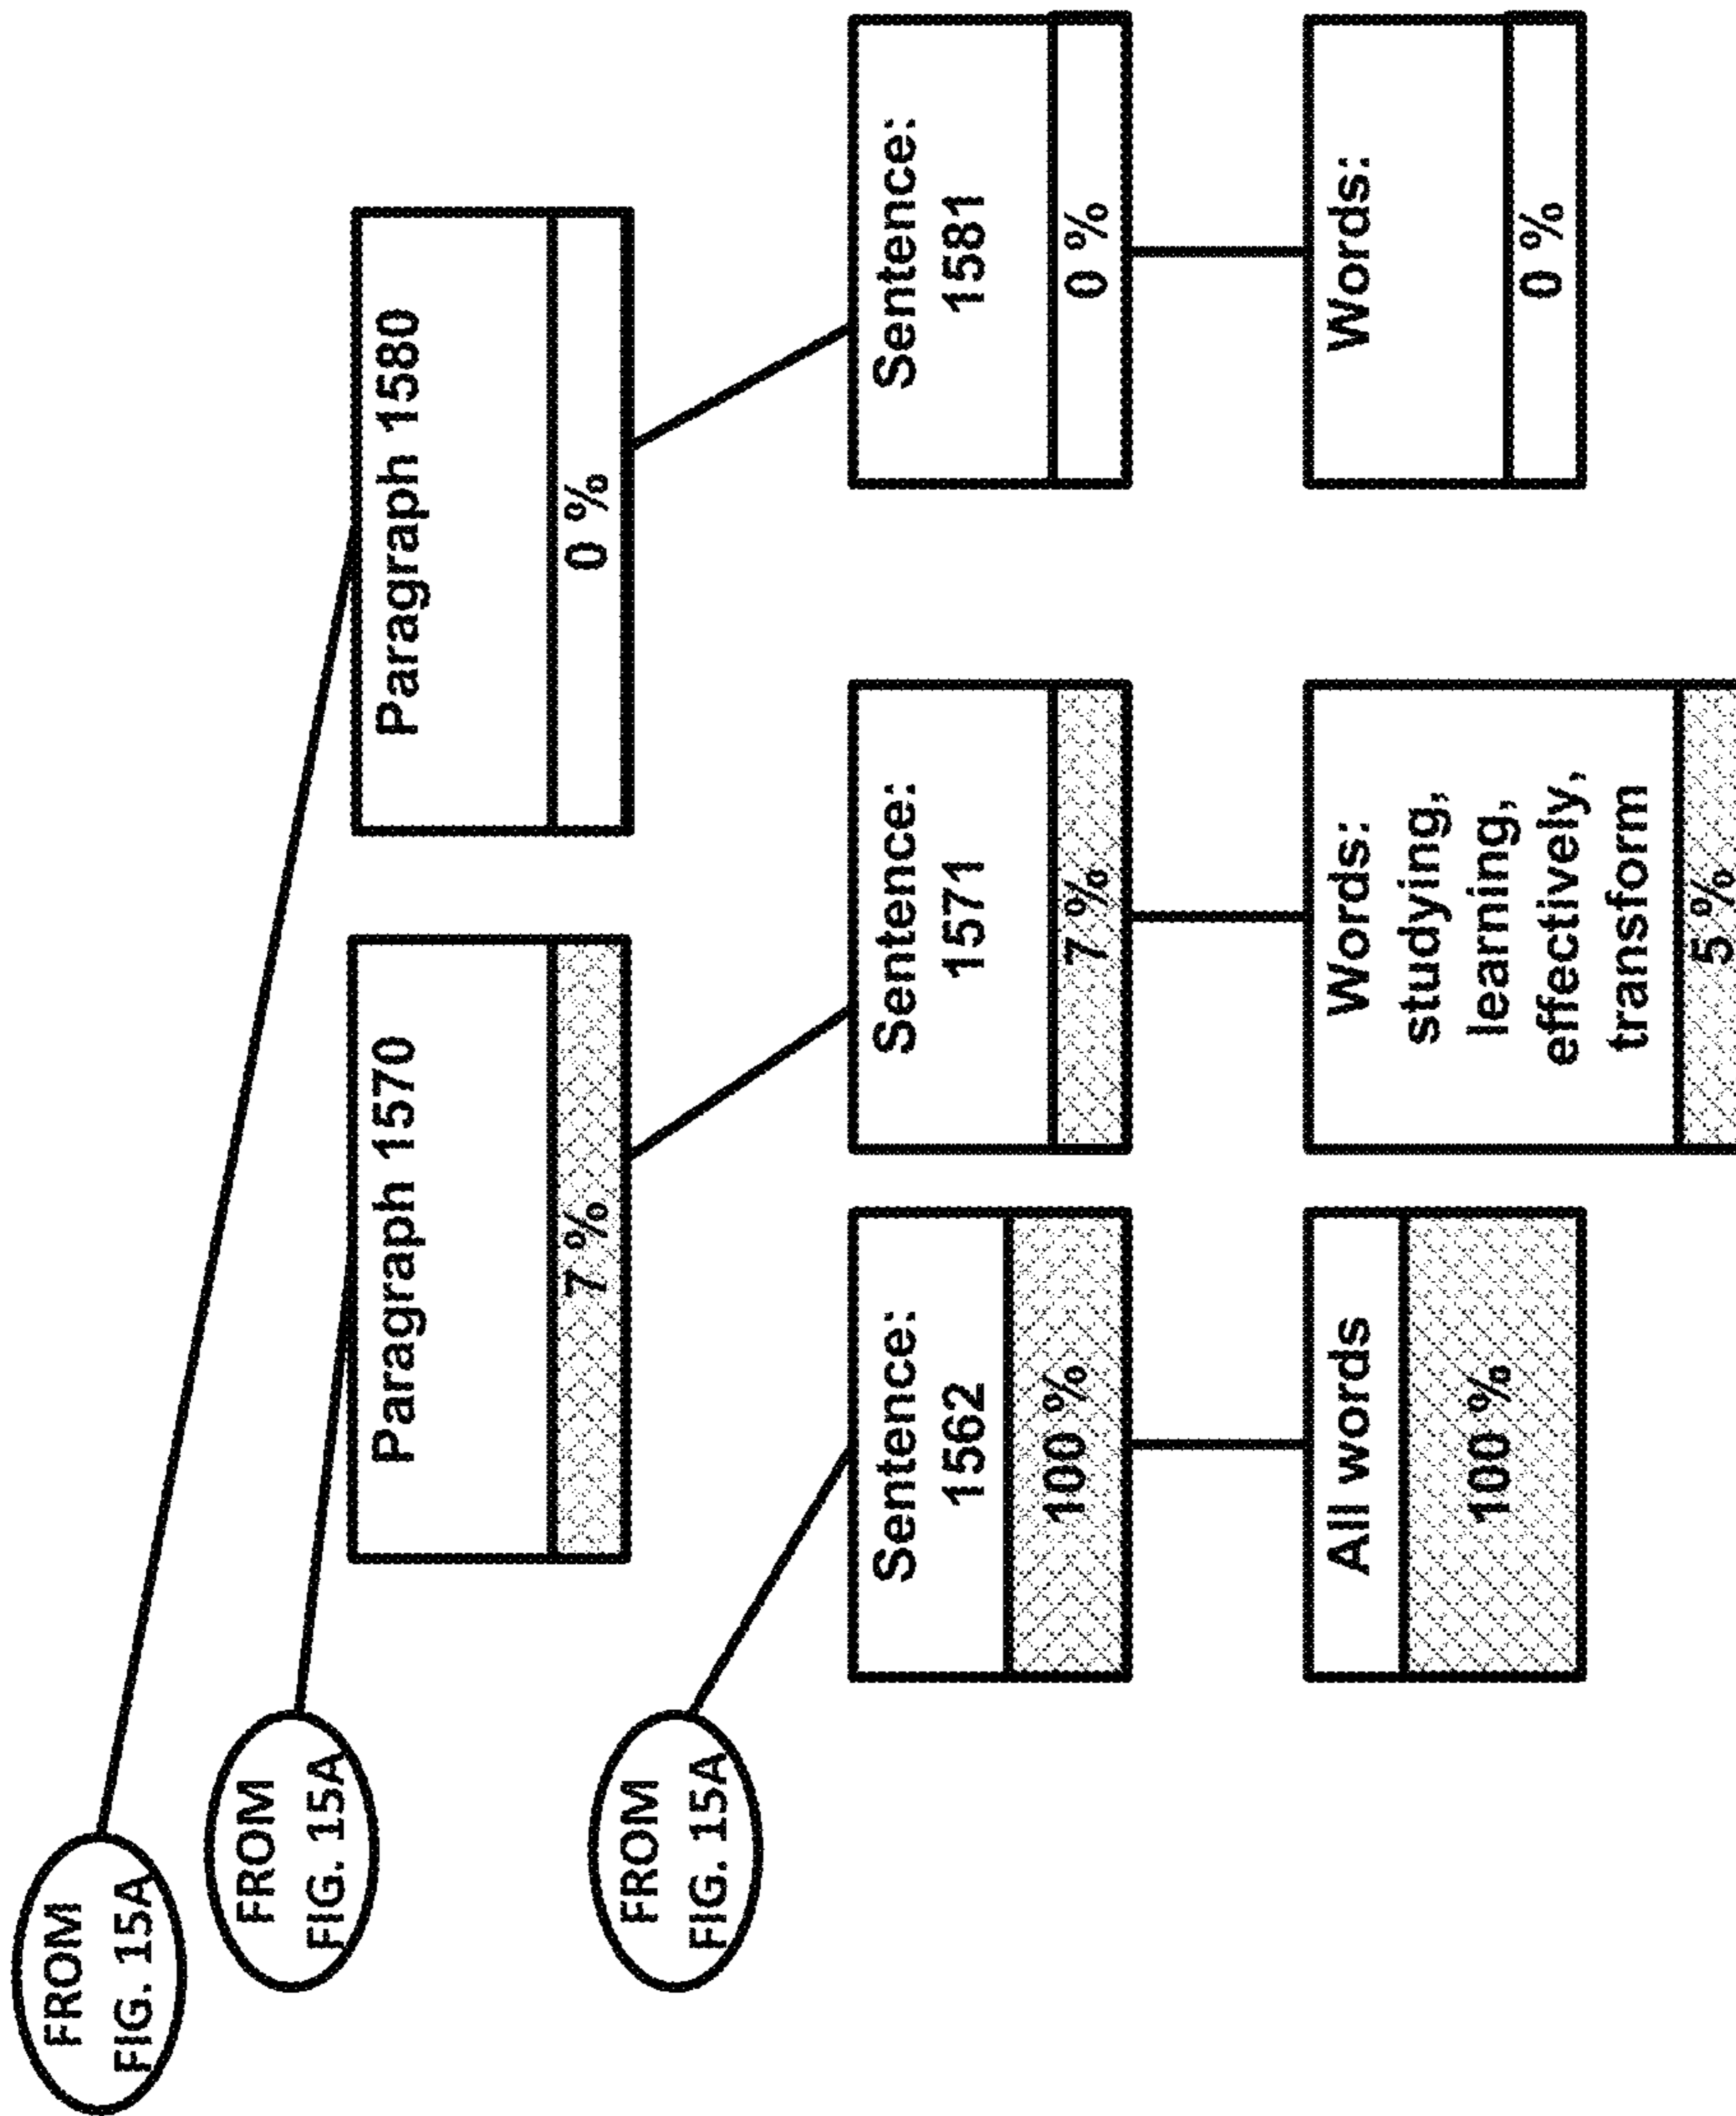 FROM
FIG. 15A
FROM
FIG. 15A
Paragraph 1570
7 %
Paragraph 1580
0 %
FROM
FIG. 15A
Sentence:
1562
100 %
Sentence:
1571
7 %
Sentence:
1581
0 %
All words
100 %
Words:
studying,
learning,
effectively,
transform
5 %
Words:
0 %